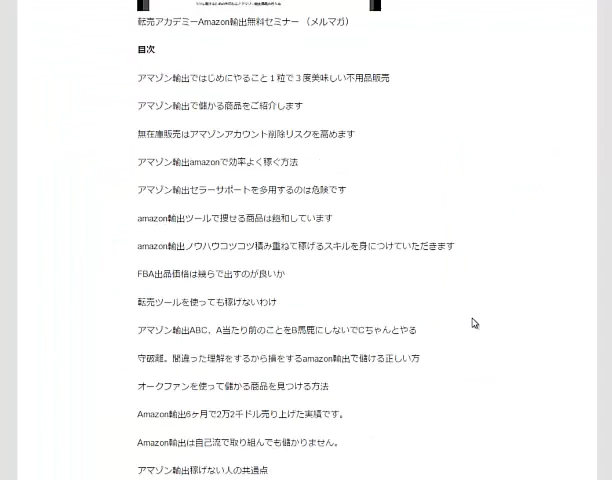 転売アカデミーAmazon輸出無料セミナー （メルマガ）
目次
アマゾン輸出ではじめにやること１粒で３度美味しい不用品販売
アマゾン輸出で儲かる商品をご紹介します
無在庫販売はアマゾンアカウント削除リスクを高めます
アマゾン輸出amazonで効率よく稼ぐ方法
アマゾン輸出セラーサポートを多用するのは危険です
amazon輸出ツールで捜せる商品は飽和しています
amazon輸出ノウハウコツコツ積み重ねて稼げるスキルを身につけていただきます
FBA出品価格は幾らで出すのが良いか
転売ツールを使っても稼げないわけ
アマゾン輸出ABC、A当たり前のことをB馬鹿にしないでCちゃんとやる
守破離。間違った理解をするから損をするamazon輸出で儲ける正しい方
オークファンを使って儲かる商品を見つける方法
Amazon輸出6ヶ月で2万2千ドル売り上げた実績です。
Amazon輸出は自己流で取り組んでも儲かりません。
アマゾン輸出稼げない人の共通点